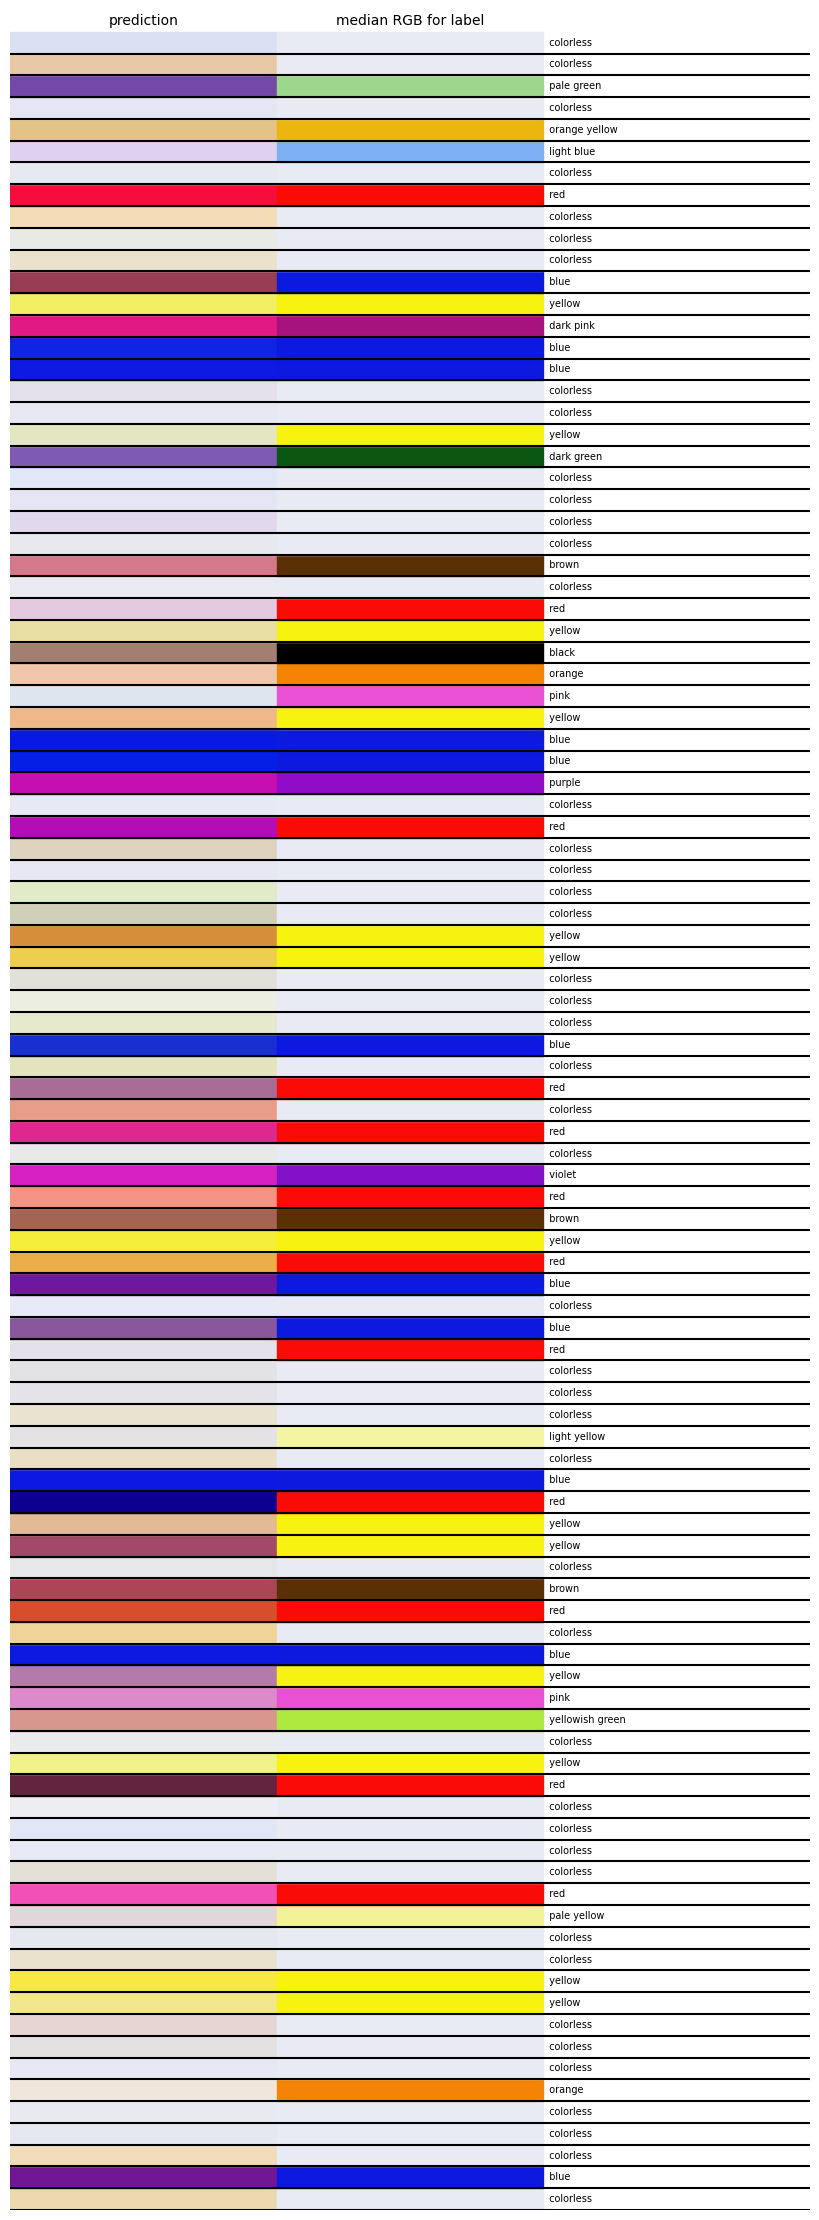 prediction median RGB for label
colorless
colorless
pale green
colorless
orange yellow
light blue
colorless
red
colorless
colorless
colorless
blue
yellow
dark pink
blue
blue
colorless
colorless
yellow
dark green
colorless
colorless
colorless
colorless
brown
colorless
red
yellow
black
orange
pink
yellow
blue
blue
purple
colorless
red
colorless
colorless
colorless
colorless
yellow
yellow
colorless
colorless
colorless
blue
colorless
red
colorless
red
colorless
violet
red
brown
yellow
red
blue
colorless
blue
red
colorless
colorless
colorless
light yellow
colorless
blue
red
yellow
yellow
colorless
brown
red
colorless
blue
yellow
pink
yellowish green
colorless
yellow
red
colorless
colorless
colorless
colorless
red
pale yellow
colorless
colorless
yellow
yellow
colorless
colorless
colorless
orange
colorless
colorless
colorless
blue
colorless